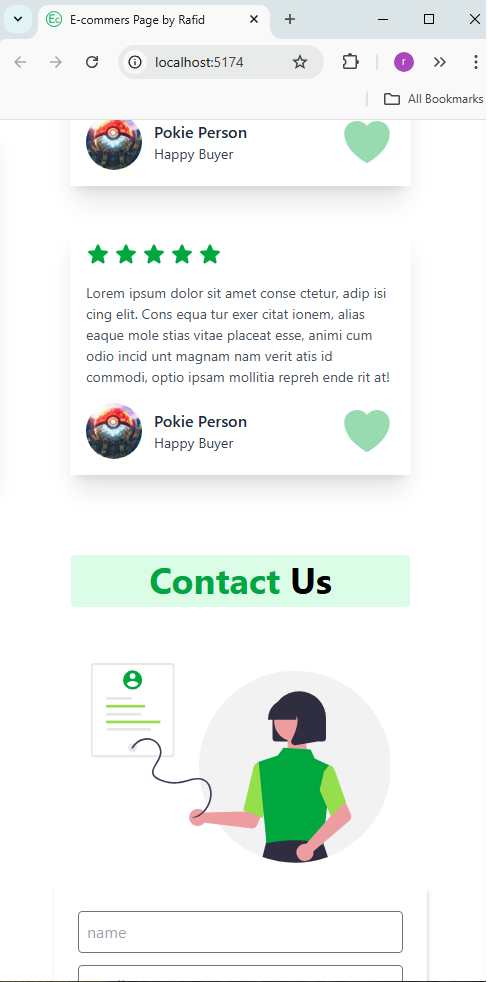 Ec E-commers Page by Rafid
localhost:5174
r
All Bookmarks
Pokie Person
Happy Buyer
Lorem ipsum dolor sit amet conse ctetur, adip isi
cing elit. Cons equa tur exer citat ionem, alias
eaque mole stias vitae placeat esse, animi cum
odio incid unt magnam nam verit atis id
commodi, optio ipsam mollitia repreh ende rit at!
Pokie Person
Happy Buyer
Contact Us
name